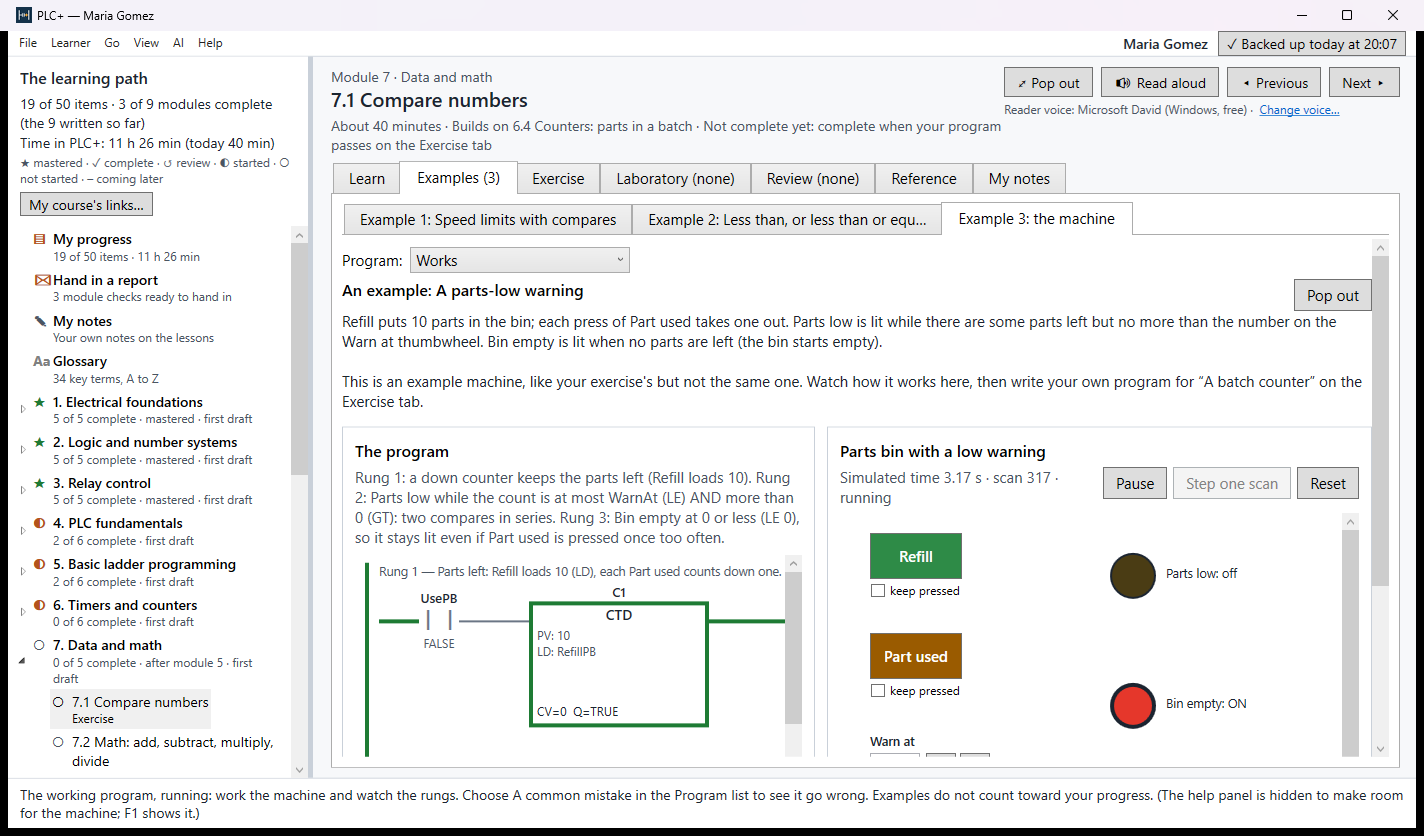 PLC+ — Maria Gomez
File Learner Go View AI Help
Maria Gomez
✓ Backed up today at 20:07
The learning path
19 of 50 items · 3 of 9 modules complete
(the 9 written so far)
Time in PLC+: 11 h 26 min (today 40 min)
★ mastered · ✓ complete · ↺ review · ◐ started · ○
not started · – coming later
My course's links...
My progress
19 of 50 items · 11 h 26 min
Hand in a report
3 module checks ready to hand in
My notes
Your own notes on the lessons
Aa Glossary
34 key terms, A to Z
★ 1. Electrical foundations
5 of 5 complete · mastered · first draft
★ 2. Logic and number systems
5 of 5 complete · mastered · first draft
★ 3. Relay control
5 of 5 complete · mastered · first draft
◐ 4. PLC fundamentals
2 of 6 complete · first draft
◐ 5. Basic ladder programming
2 of 6 complete · first draft
◐ 6. Timers and counters
0 of 6 complete · first draft
○ 7. Data and math
0 of 5 complete · after module 5 · first
draft
○ 7.1 Compare numbers
Exercise
○ 7.2 Math: add, subtract, multiply,
divide
Module 7 · Data and math
7.1 Compare numbers
About 40 minutes · Builds on 6.4 Counters: parts in a batch · Not complete yet: complete when your program
passes on the Exercise tab
Pop out
Read aloud
Previous
Next
Reader voice: Microsoft David (Windows, free) · Change voice...
Learn
Examples (3)
Exercise
Laboratory (none)
Review (none)
Reference
My notes
Example 1: Speed limits with compares
Example 2: Less than, or less than or equ...
Example 3: the machine
Program: Works
An example: A parts-low warning
Pop out
Refill puts 10 parts in the bin; each press of Part used takes one out. Parts low is lit while there are some parts left but no more than the number on the
Warn at thumbwheel. Bin empty is lit when no parts are left (the bin starts empty).
This is an example machine, like your exercise's but not the same one. Watch how it works here, then write your own program for “A batch counter” on the
Exercise tab.
The program
Rung 1: a down counter keeps the parts left (Refill loads 10). Rung
2: Parts low while the count is at most WarnAt (LE) AND more than
0 (GT): two compares in series. Rung 3: Bin empty at 0 or less (LE 0),
so it stays lit even if Part used is pressed once too often.
Rung 1 — Parts left: Refill loads 10 (LD), each Part used counts down one.
UsePB
FALSE
C1
CTD
PV: 10
LD: RefillPB
CV=0 Q=TRUE
Parts bin with a low warning
Simulated time 3.17 s · scan 317 ·
running
Pause
Step one scan
Reset
Refill
keep pressed
Parts low: off
Part used
keep pressed
Bin empty: ON
Warn at
The working program, running: work the machine and watch the rungs. Choose A common mistake in the Program list to see it go wrong. Examples do not count toward your progress. (The help panel is hidden to make room
for the machine; F1 shows it.)